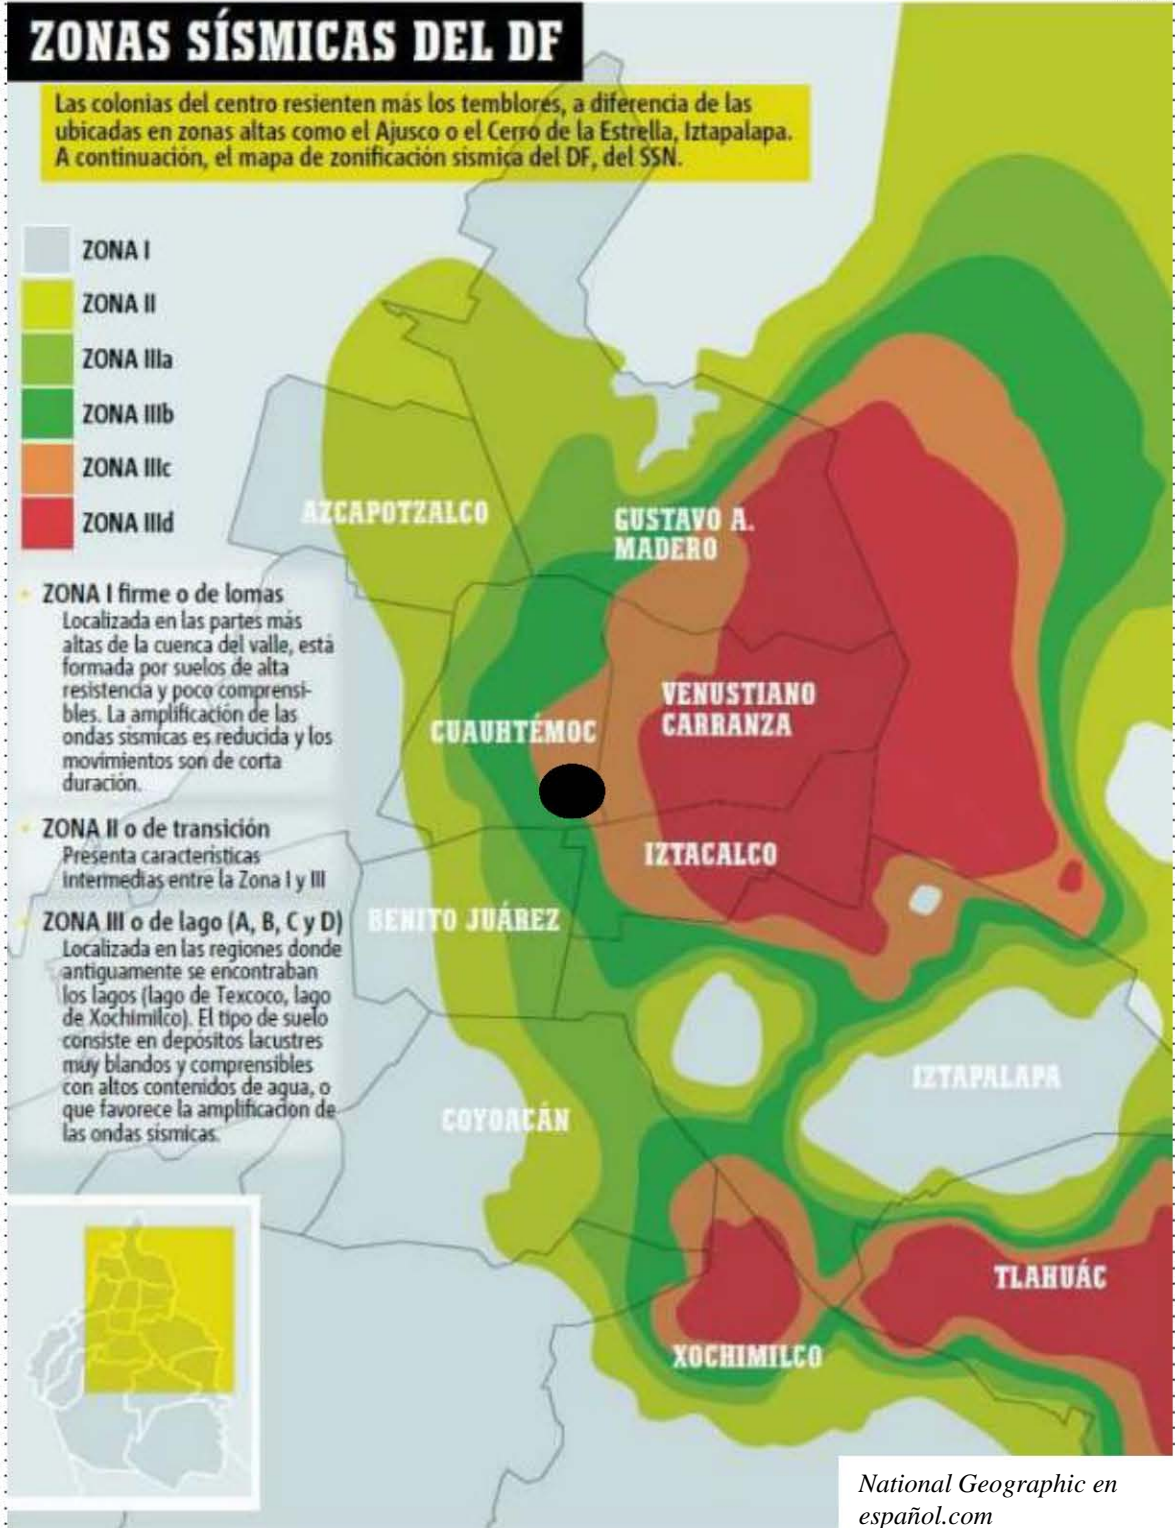 ZONAS SÍSMICAS DEL DF
Las colonias del centro resienten más los temblores, a diferencia de las
ubicadas en zonas altas como el Ajusco o el Cerro de la Estrella, Iztapalapa.
A continuación, el mapa de zonificación sísmica del DF, del SSN.
ZONA I
ZONA II
ZONA IIIa
ZONA IIIb
ZONA IIIc
ZONA IIId
ZONA I firme o de lomas
Localizada en las partes más
altas de la cuenca del valle, está
formada por suelos de alta
resistencia y poco comprensi-
bles. La amplificación de las
ondas sísmicas es reducida y los
movimientos son de corta
duración.
ZONA II o de transición
Presenta características
intermedias entre la Zona I y III
ZONA III o de lago (A, B, C y D)
Localizada en las regiones donde
antiguamente se encontraban
los lagos (lago de Texcoco, lago
de Xochimilco). El tipo de suelo
consiste en depósitos lacustres
muy blandos y comprensibles
con altos contenidos de agua, o
que favorece la amplificación de
las ondas sísmicas.
AZCAPOTZALCO
GUSTAVO A.
MADERO
VENUSTIANO
CARRANZA
CUAUHTÉMOC
IZTACALCO
BENITO JUÁREZ
IZTAPALAPA
COYOACÁN
TLAHUÁC
XOCHIMILCO
National Geographic en
español.com